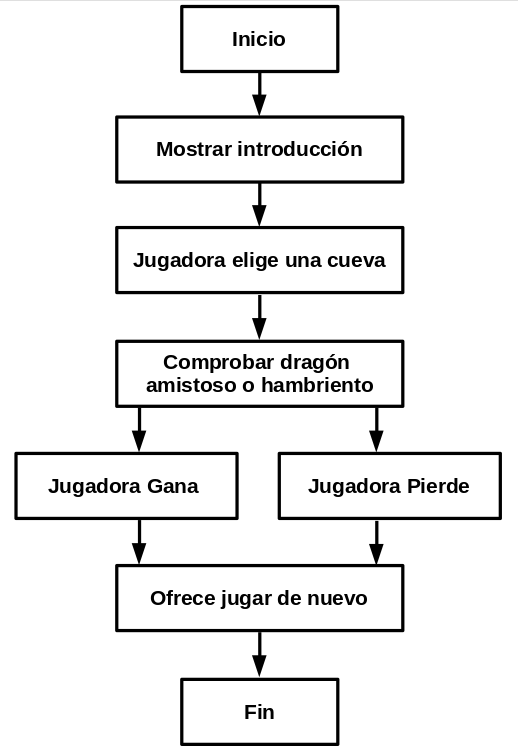 Inicio
Mostrar introducción
Jugadora elige una cueva
Comprobar dragón
amistoso o hambriento
Jugadora Gana
Jugadora Pierde
Ofrece jugar de nuevo
Fin